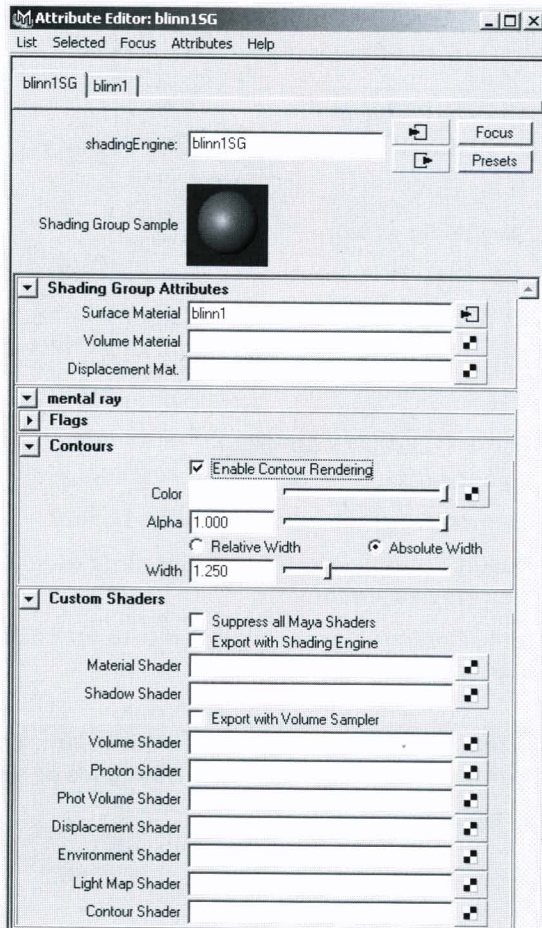 Attribute Editor: blinn1SG
List Selected Focus Attributes Help
blinn1SG blinn1
shadingEngine: blinn1SG Focus
Presets
Shading Group Sample
Shading Group Attributes
Surface Material blinn1
Volume Material
Displacement Mat.
mental ray
Flags
Contours
Enable Contour Rendering
Color
Alpha 1.000
Relative Width Absolute Width
Width 1.250
Custom Shaders
Suppress all Maya Shaders
Export with Shading Engine
Material Shader
Shadow Shader
Export with Volume Sampler
Volume Shader
Photon Shader
Phot Volume Shader
Displacement Shader
Environment Shader
Light Map Shader
Contour Shader